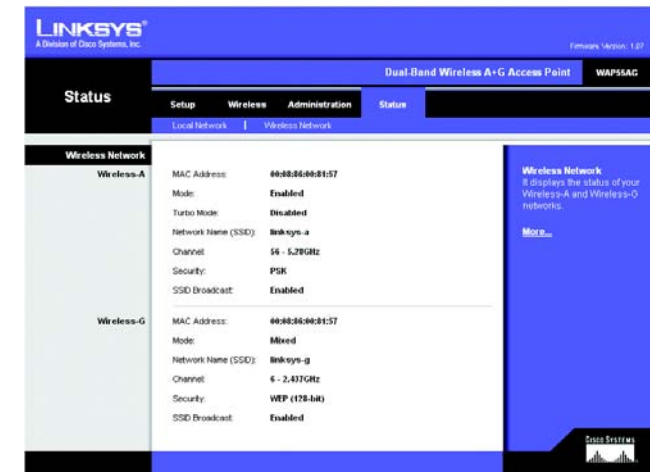 LINKSYS®
A Division of Cisco Systems, Inc.
Firmware Version: 1.07
Dual-Band Wireless A+G Access Point WAP55AG
Status
Setup Wireless Administration Status
Local Network | Wireless Network
Wireless Network
Wireless-A
MAC Address: 00:08:86:00:81:57
Mode: Enabled
Turbo Mode: Disabled
Network Name (SSID): linksys-a
Channel: 56 - 5.28GHz
Security: PSK
SSID Broadcast: Enabled
Wireless-G
MAC Address: 00:08:86:00:81:57
Mode: Mixed
Network Name (SSID): linksys-g
Channel: 6 - 2.437GHz
Security: WEP (128-bit)
SSID Broadcast: Enabled
Wireless Network
It displays the status of your
Wireless-A and Wireless-G
networks.
More...
CISCO SYSTEMS